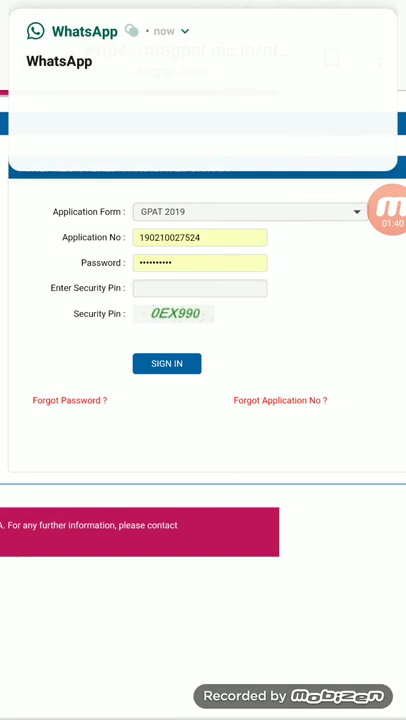 WhatsApp • now
WhatsApp
Application Form : GPAT 2019
Application No : 190210027524
Password : ••••••••••
Enter Security Pin :
Security Pin : 0EX990
SIGN IN
Forgot Password ?
Forgot Application No ?
A. For any further information, please contact
01:40
Recorded by mobizen